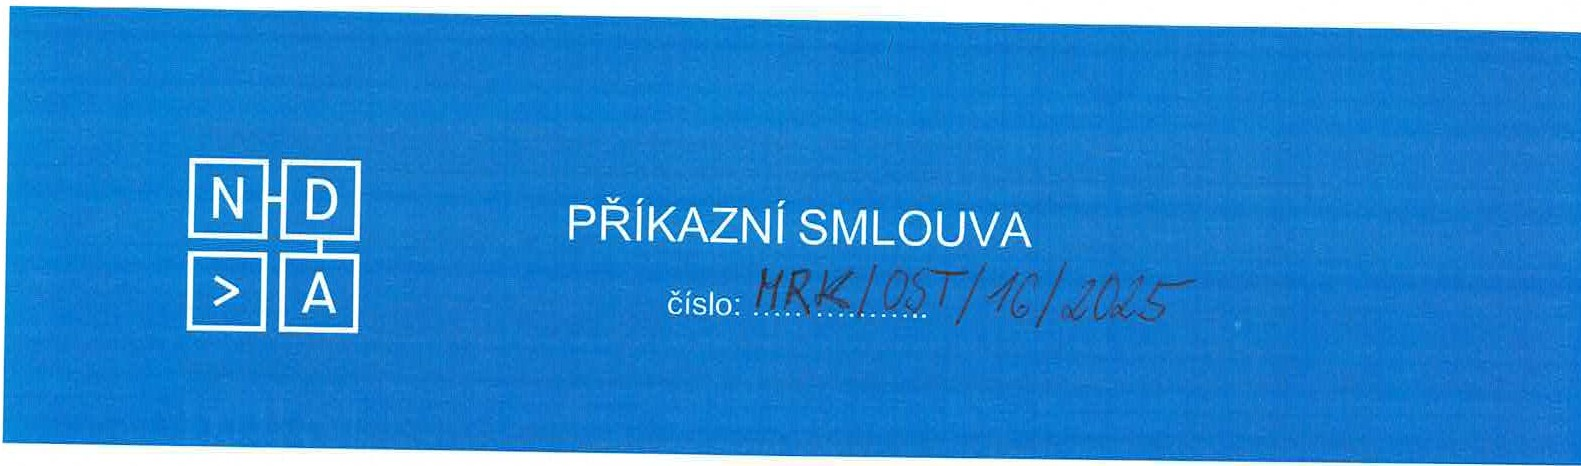 N D
> A
PŘÍKAZNÍ SMLOUVA
číslo: MRK/OST/16/2025